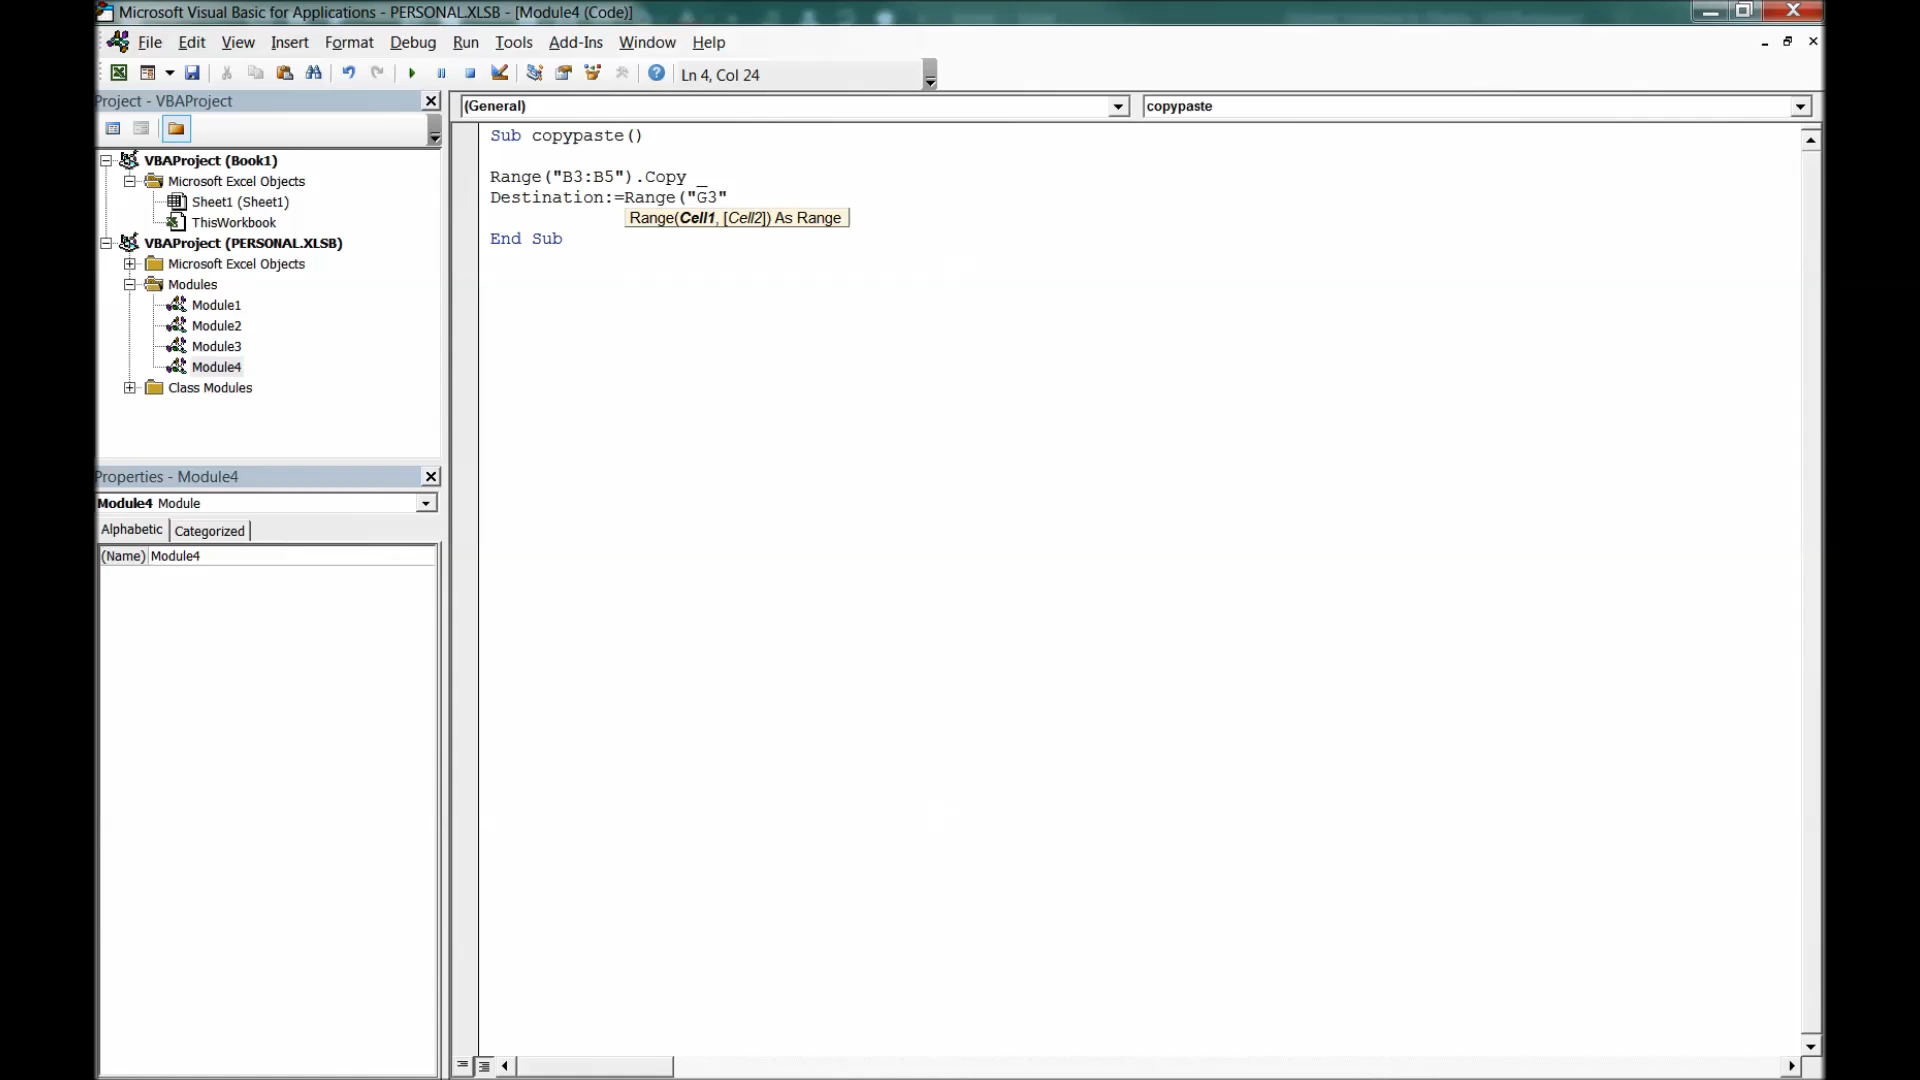 Microsoft Visual Basic for Applications - PERSONAL.XLSB - [Module4 (Code)]
File Edit View Insert Format Debug Run Tools Add-Ins Window Help
Ln 4, Col 24
Project - VBAProject
VBAProject (Book1)
Microsoft Excel Objects
Sheet1 (Sheet1)
ThisWorkbook
VBAProject (PERSONAL.XLSB)
Microsoft Excel Objects
Modules
Module1
Module2
Module3
Module4
Class Modules
Properties - Module4
Module4 Module
Alphabetic Categorized
(Name) Module4
(General) copypaste
Sub copypaste()
Range("B3:B5").Copy _
Destination:=Range("G3"
Range(Cell1, [Cell2]) As Range
End Sub